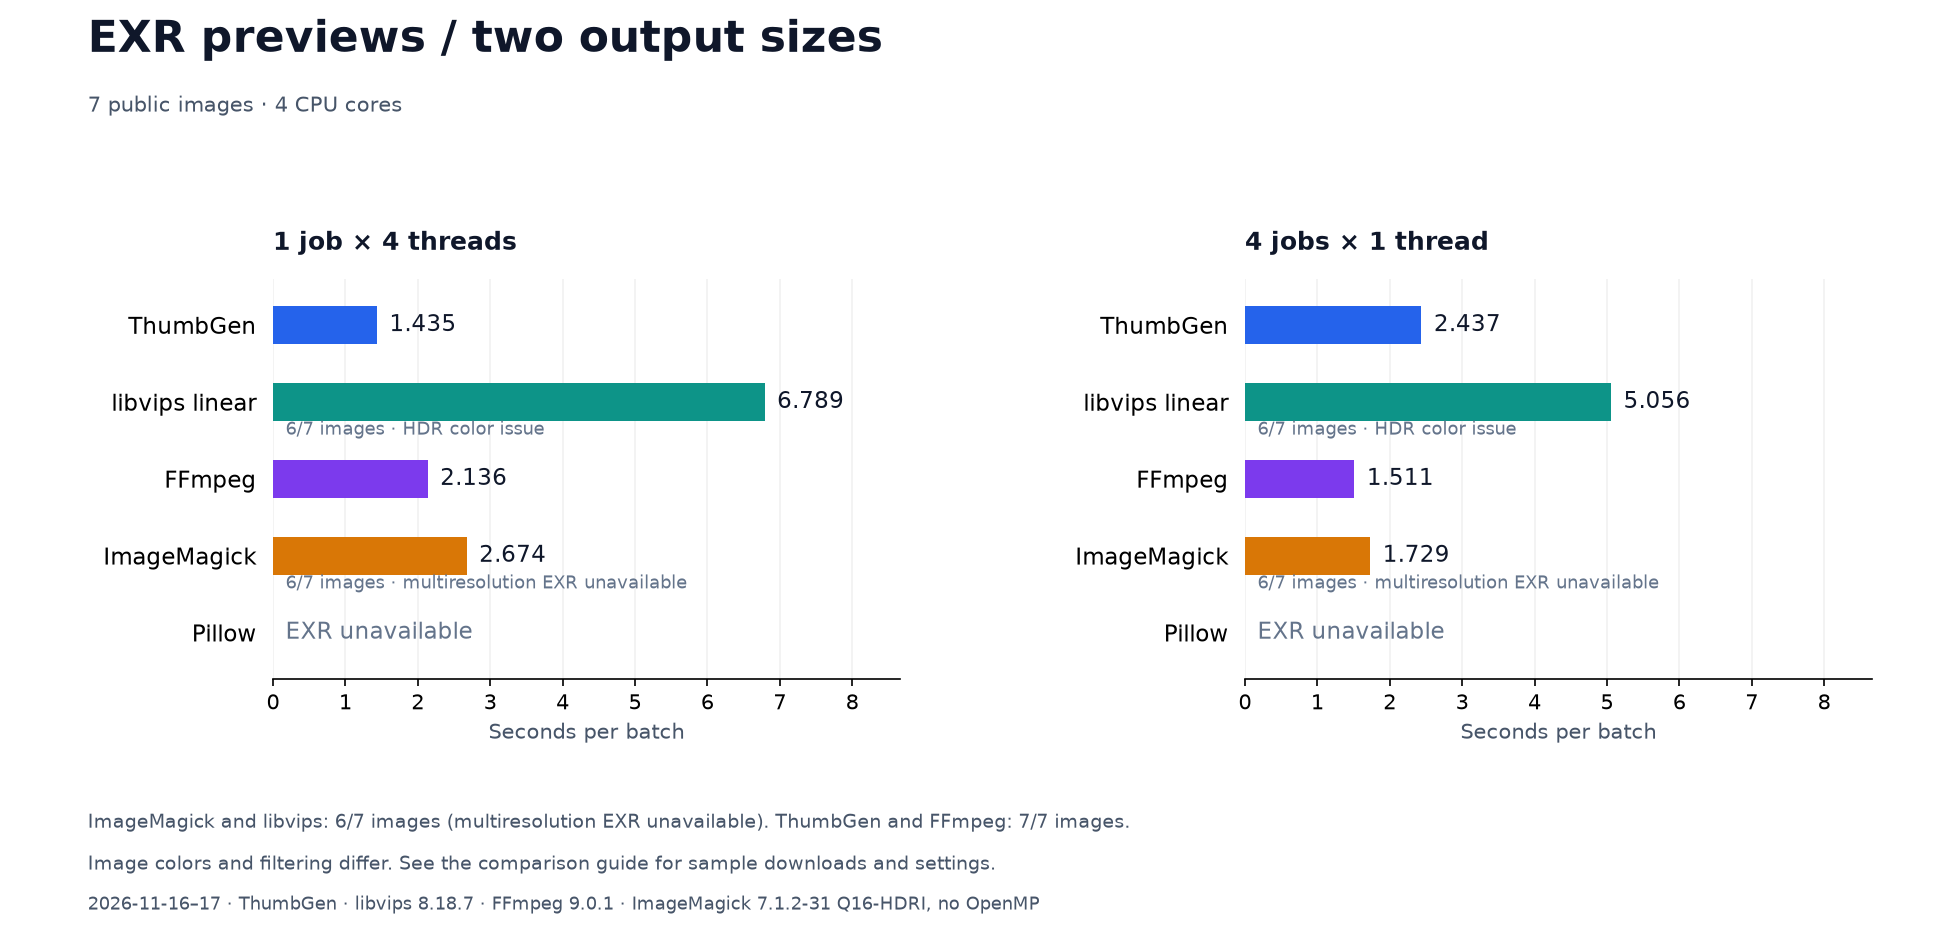 EXR previews / two output sizes
7 public images · 4 CPU cores
1 job × 4 threads
ThumbGen 1.435
libvips linear 6.789
6/7 images · HDR color issue
FFmpeg 2.136
ImageMagick 2.674
6/7 images · multiresolution EXR unavailable
Pillow EXR unavailable
0 1 2 3 4 5 6 7 8
Seconds per batch
4 jobs × 1 thread
ThumbGen 2.437
libvips linear 5.056
6/7 images · HDR color issue
FFmpeg 1.511
ImageMagick 1.729
6/7 images · multiresolution EXR unavailable
Pillow EXR unavailable
0 1 2 3 4 5 6 7 8
Seconds per batch
ImageMagick and libvips: 6/7 images (multiresolution EXR unavailable). ThumbGen and FFmpeg: 7/7 images.
Image colors and filtering differ. See the comparison guide for sample downloads and settings.
2026-11-16–17 · ThumbGen · libvips 8.18.7 · FFmpeg 9.0.1 · ImageMagick 7.1.2-31 Q16-HDRI, no OpenMP